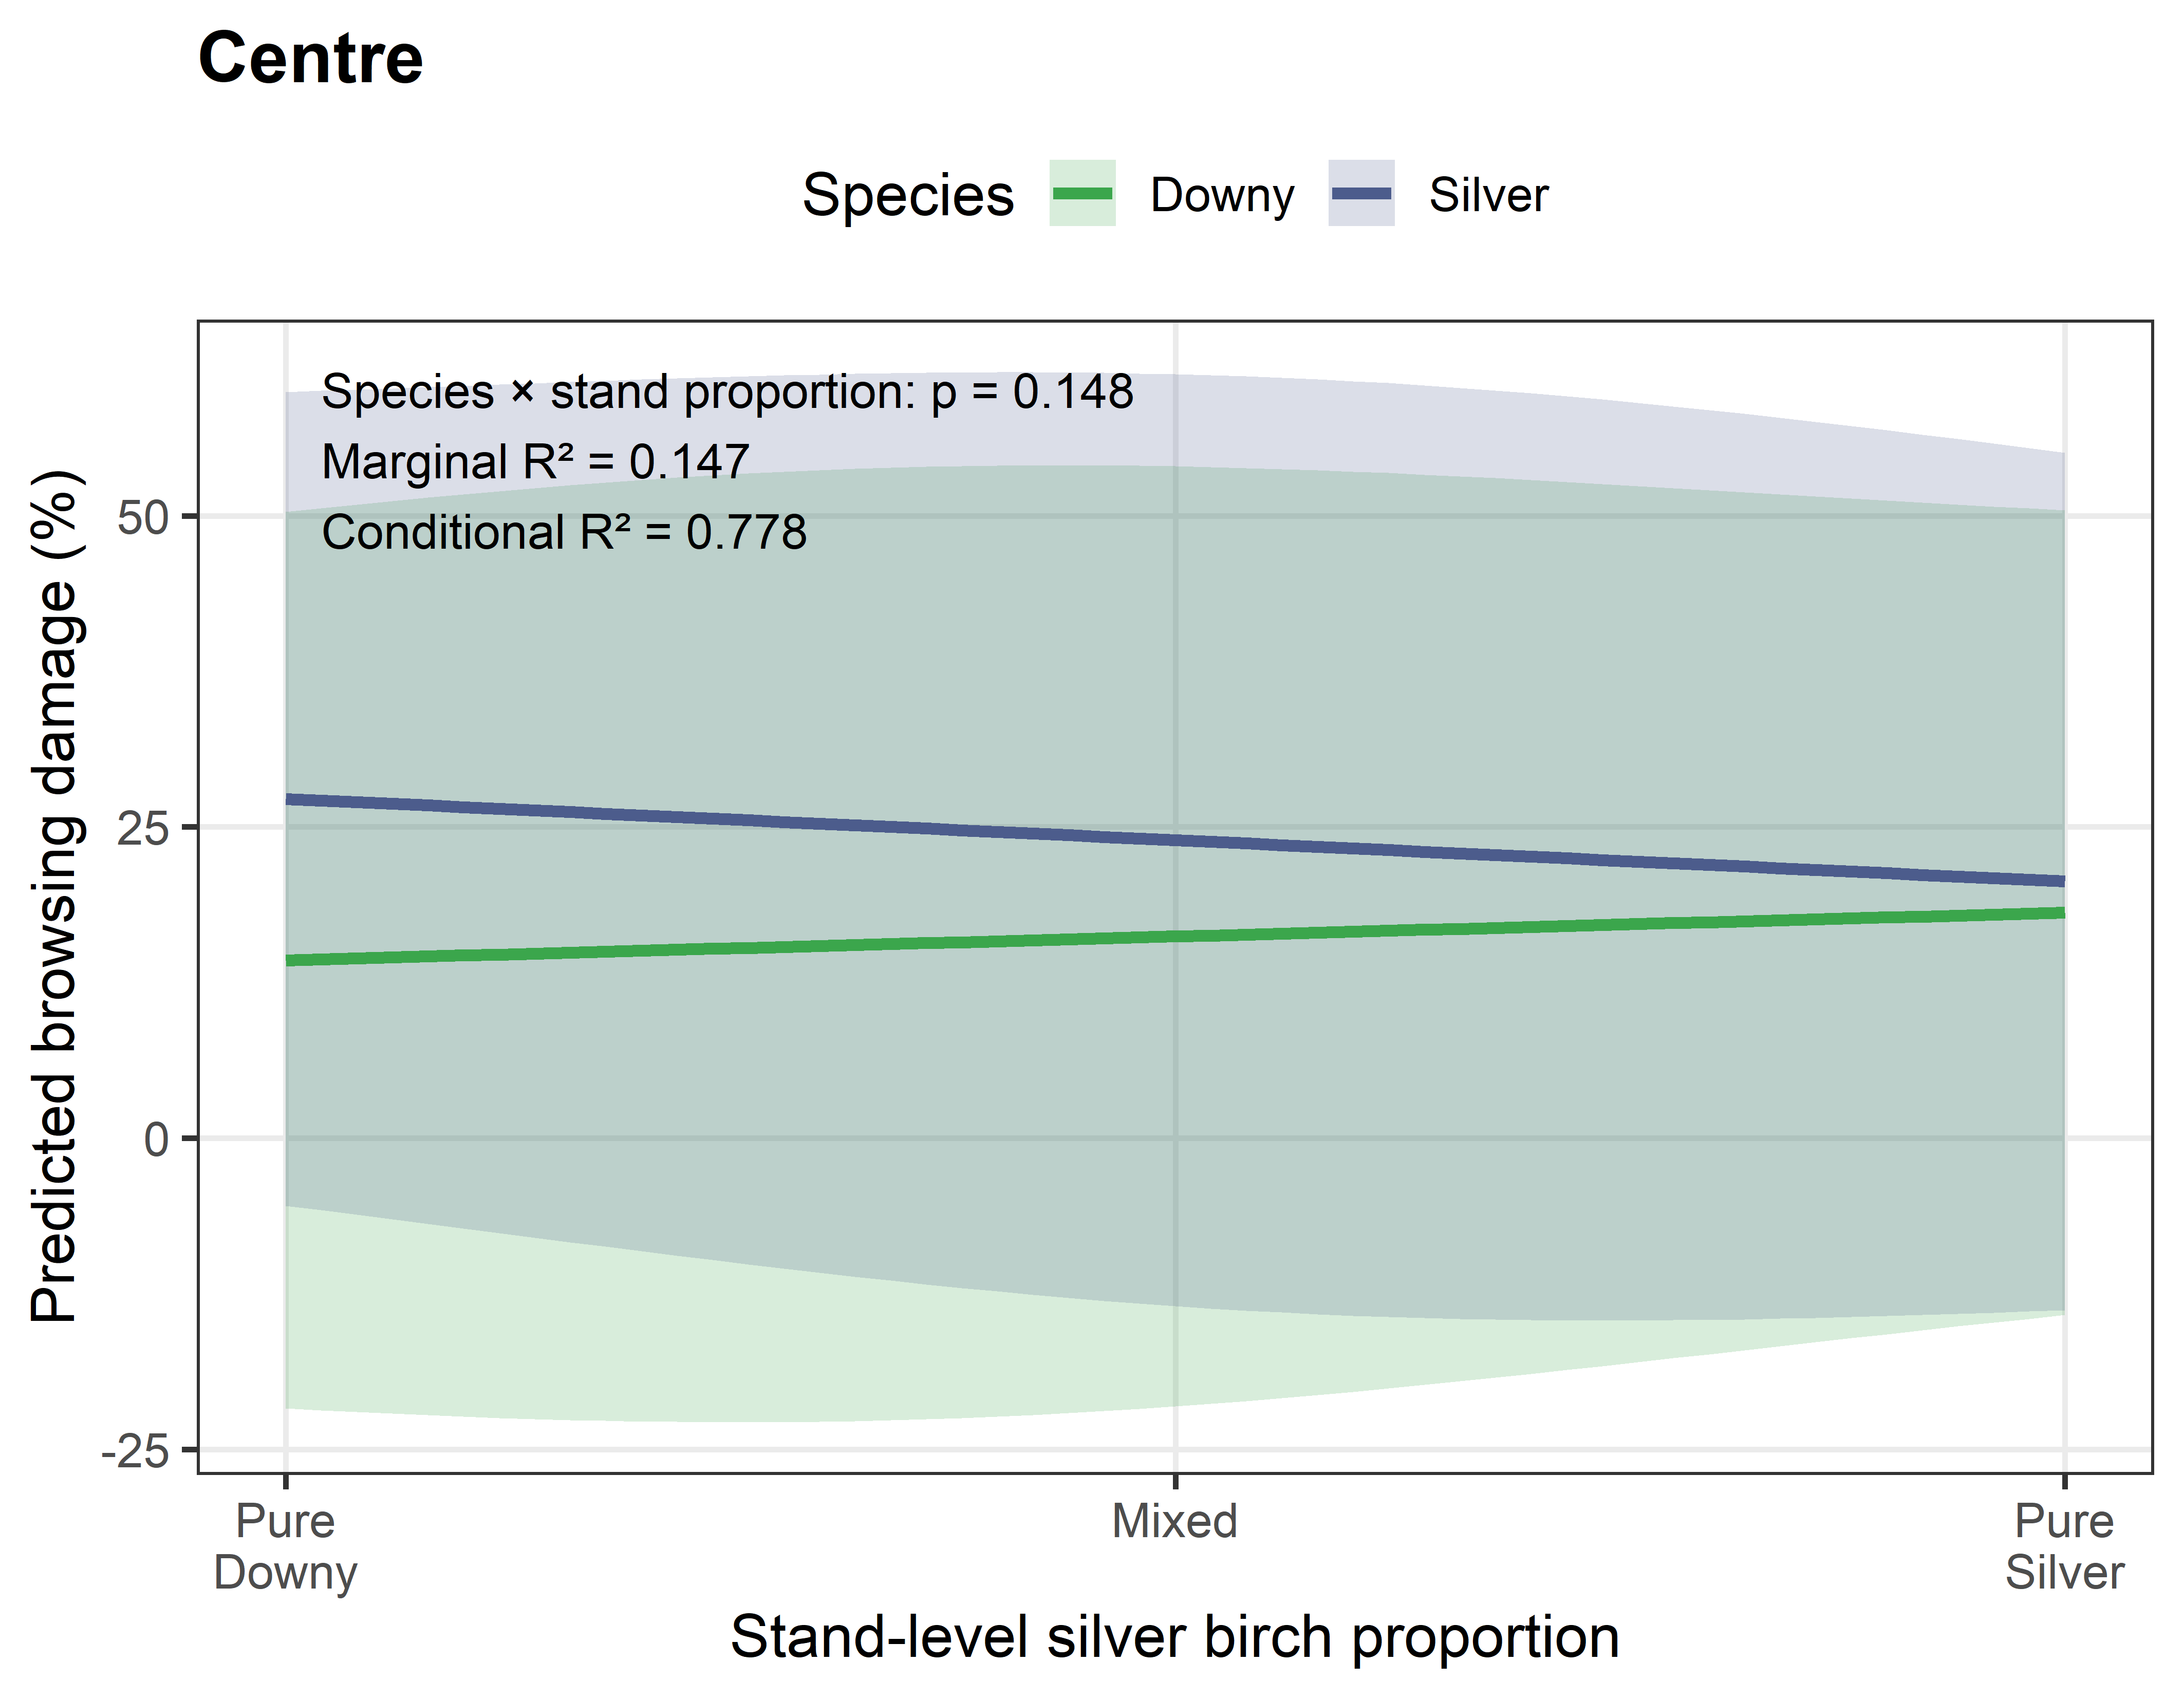 Centre
Species Downy Silver
Species × stand proportion: p = 0.148
Marginal R² = 0.147
Conditional R² = 0.778
Predicted browsing damage (%)
50
25
0
-25
Pure
Downy
Mixed
Pure
Silver
Stand-level silver birch proportion